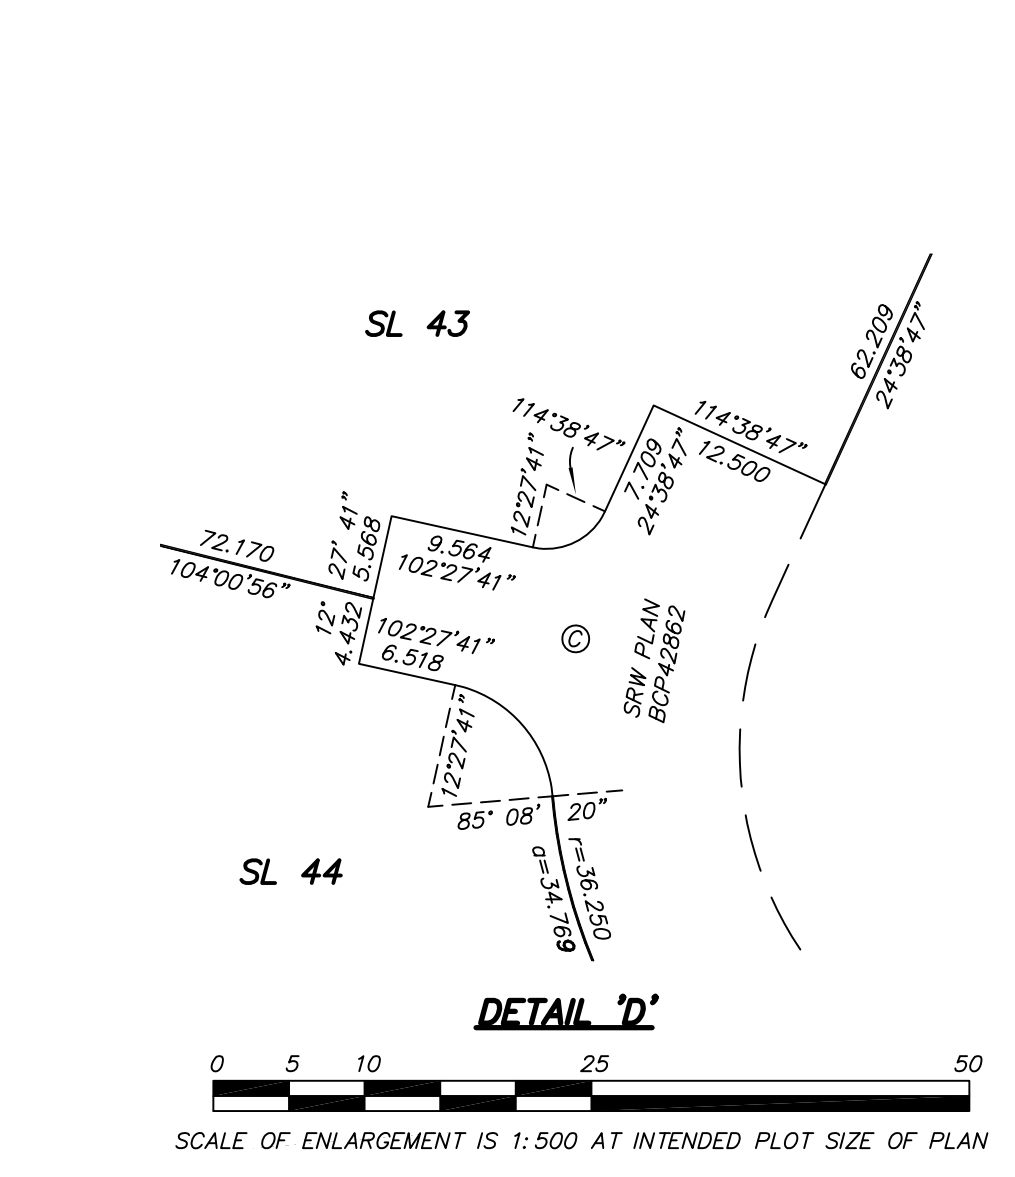 SL 43
62.209
24°38'47"
114°38'47"
12.500
114°38'47"
7.709
24°38'47"
12°27'41"
9.564
102°27'41"
27' 41"
5.568
72.170
104°00'56"
12°
4.432
102°27'41"
6.518
C
SRW PLAN
BCP42862
12°27'41"
85° 08' 20"
r=36.250
a=34.769
SL 44
DETAIL 'D'
0 5 10 25 50
SCALE OF ENLARGEMENT IS 1:500 AT INTENDED PLOT SIZE OF PLAN